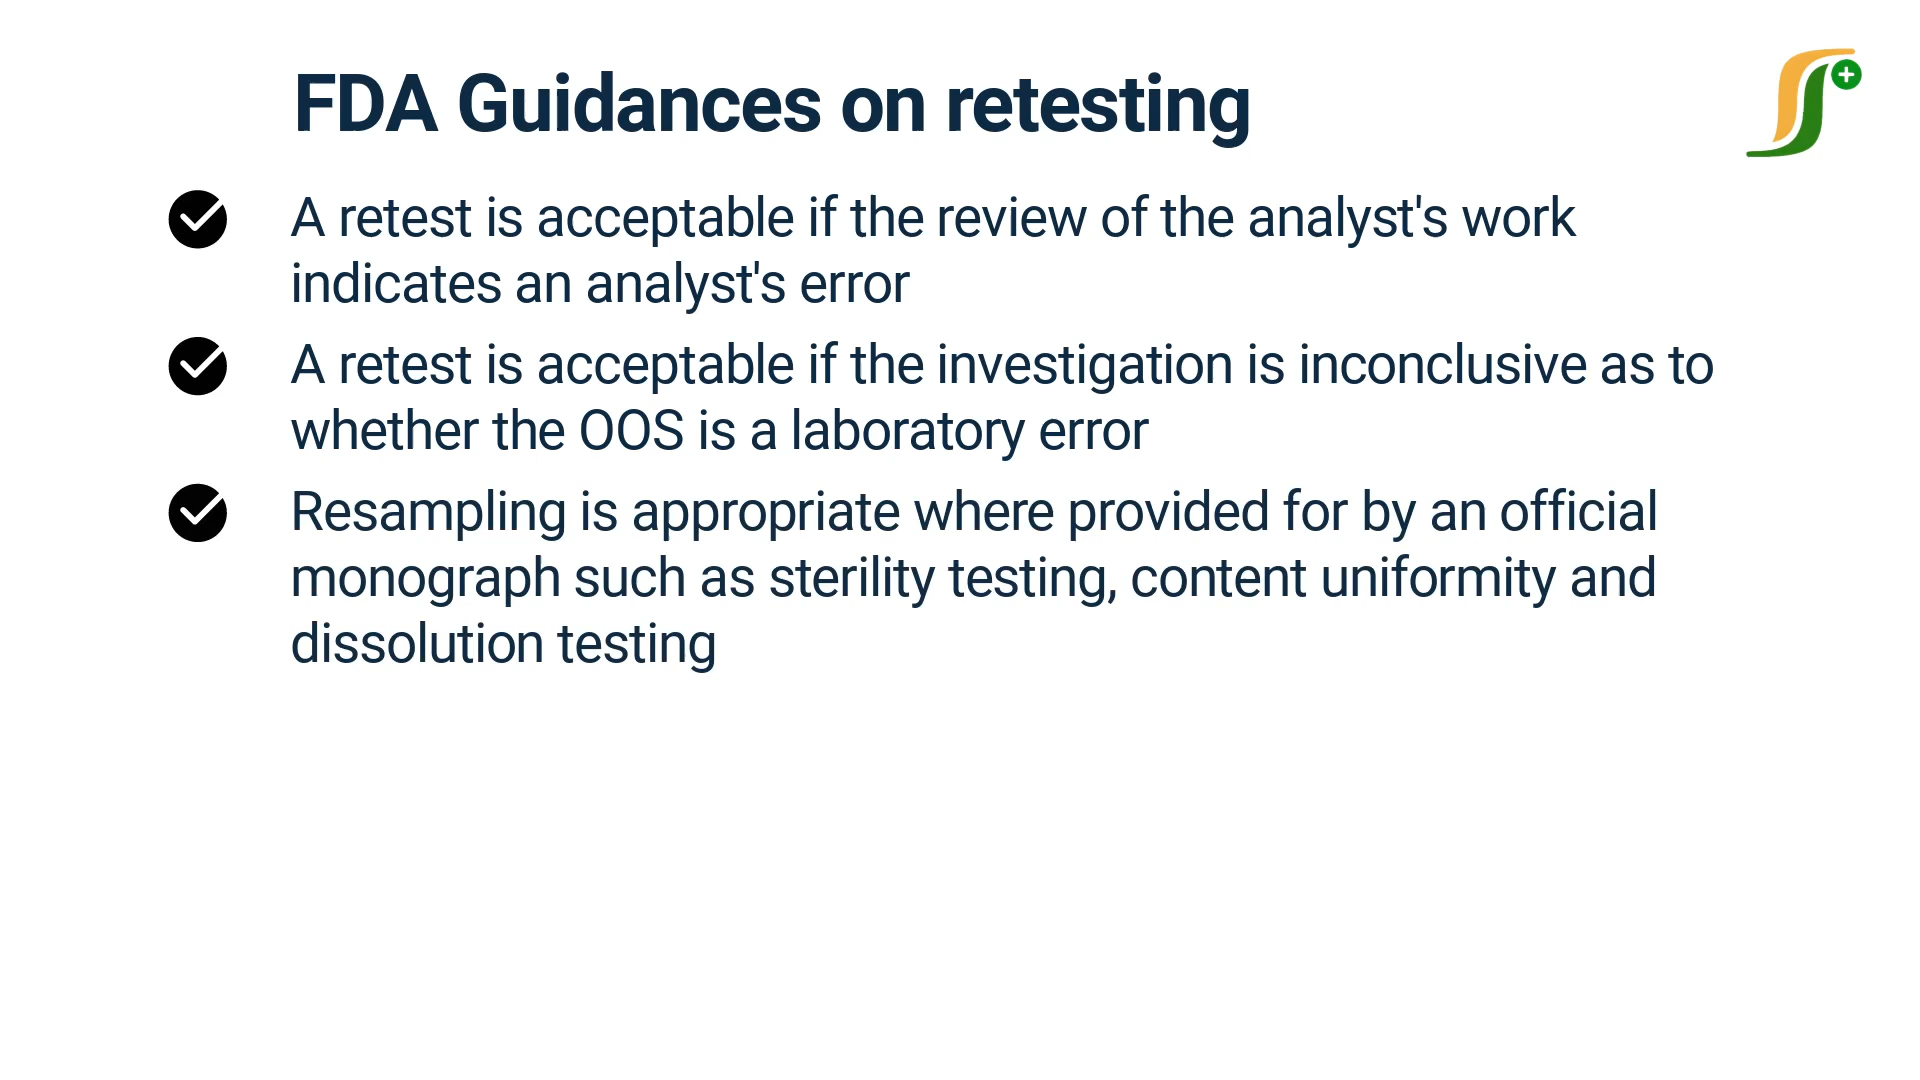 FDA Guidances on retesting
A retest is acceptable if the review of the analyst's work
indicates an analyst's error
A retest is acceptable if the investigation is inconclusive as to
whether the OOS is a laboratory error
Resampling is appropriate where provided for by an official
monograph such as sterility testing, content uniformity and
dissolution testing